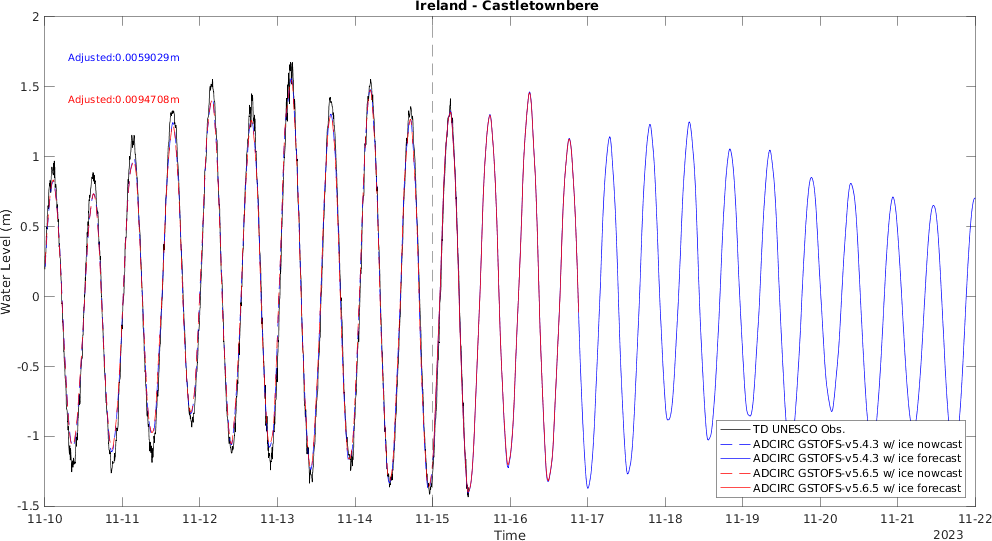 Ireland - Castletownbere
Adjusted:0.0059029m
Adjusted:0.0094708m
Water Level (m)
2
1.5
1
0.5
0
-0.5
-1
-1.5
TD UNESCO Obs.
ADCIRC GSTOFS-v5.4.3 w/ ice nowcast
ADCIRC GSTOFS-v5.4.3 w/ ice forecast
ADCIRC GSTOFS-v5.6.5 w/ ice nowcast
ADCIRC GSTOFS-v5.6.5 w/ ice forecast
11-10 11-11 11-12 11-13 11-14 11-15 11-16 11-17 11-18 11-19 11-20 11-21 11-22
Time
2023